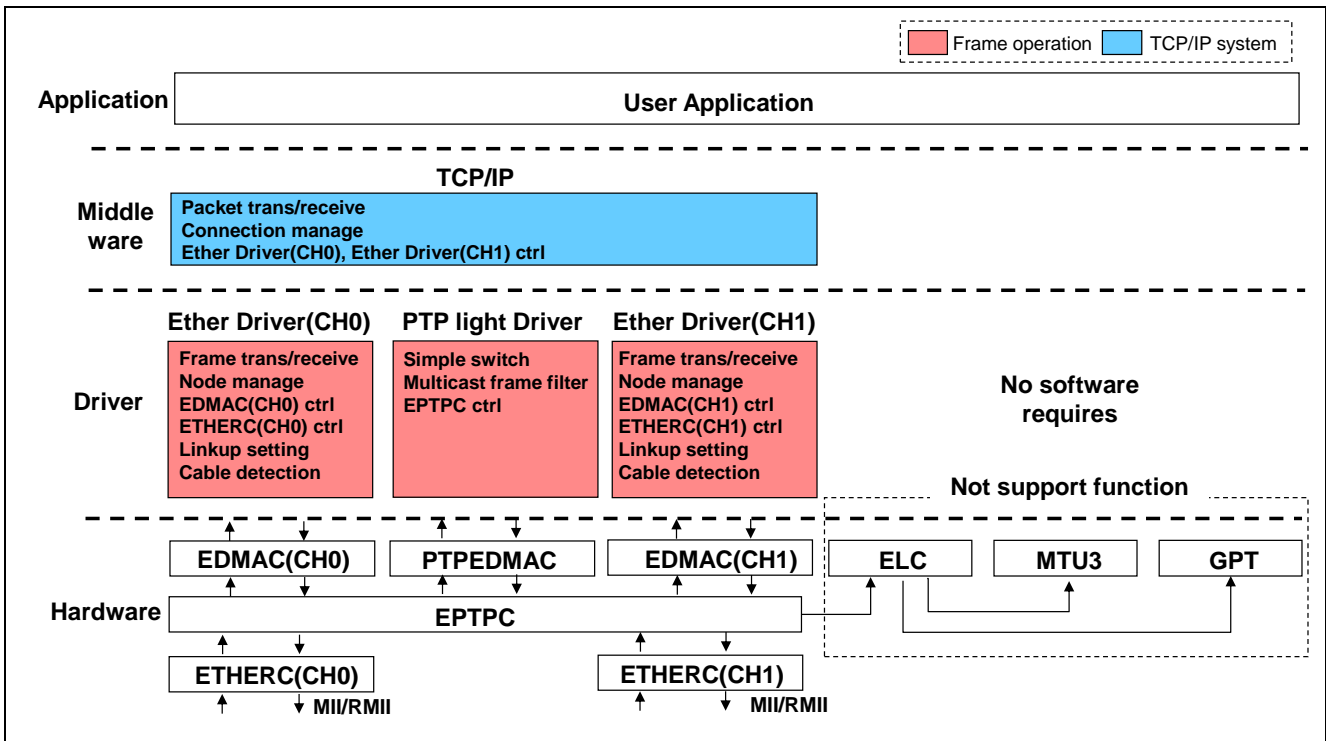 Frame operation
TCP/IP system
Application
User Application
TCP/IP
Middle
ware
Packet trans/receive
Connection manage
Ether Driver(CH0), Ether Driver(CH1) ctrl
Driver
Ether Driver(CH0)
Frame trans/receive
Node manage
EDMAC(CH0) ctrl
ETHERC(CH0) ctrl
Linkup setting
Cable detection
PTP light Driver
Simple switch
Multicast frame filter
EPTPC ctrl
Ether Driver(CH1)
Frame trans/receive
Node manage
EDMAC(CH1) ctrl
ETHERC(CH1) ctrl
Linkup setting
Cable detection
No software
requires
Not support function
Hardware
EDMAC(CH0)
PTPEDMAC
EDMAC(CH1)
ELC
MTU3
GPT
EPTPC
ETHERC(CH0)
ETHERC(CH1)
MII/RMII
MII/RMII